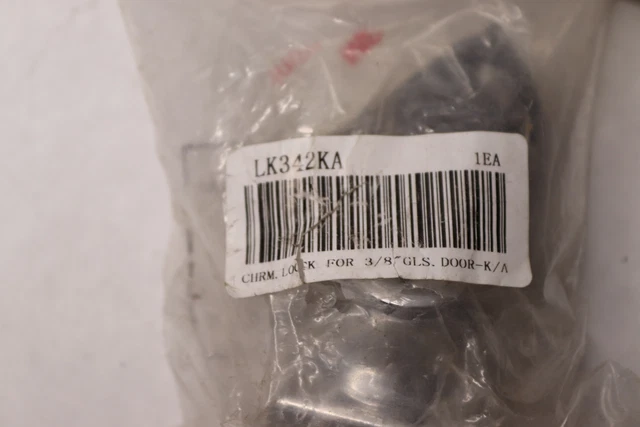 LK342KA 1EA
CHRM. LOCK FOR 3/8"GLS. DOOR-K/A